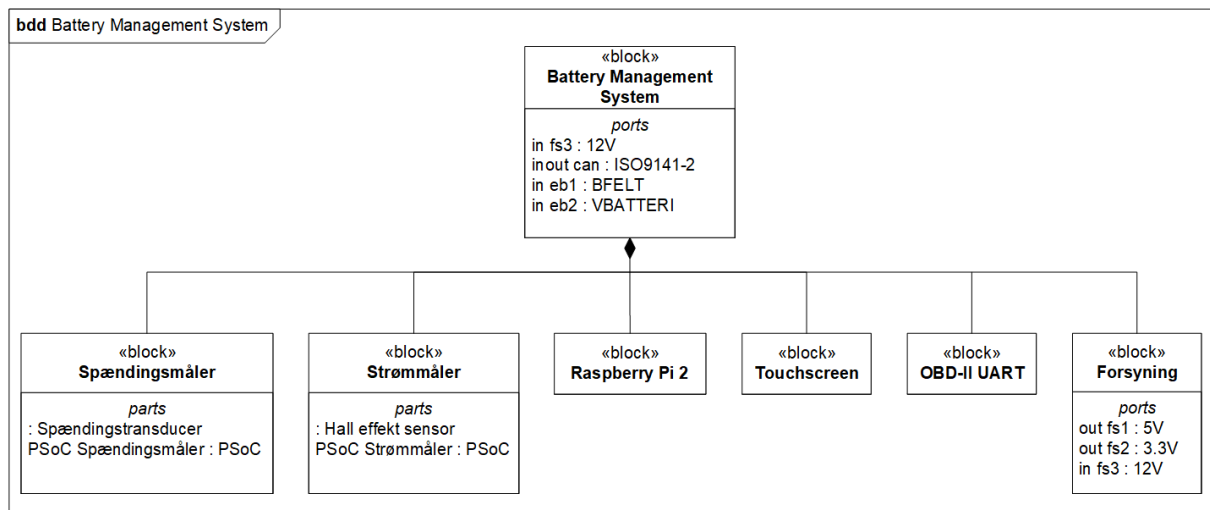 bdd Battery Management System
«block»
Battery Management
System
ports
in fs3 : 12V
inout can : ISO9141-2
in eb1 : BFELT
in eb2 : VBATTERI
«block»
Spændingsmåler
parts
: Spændingstransducer
PSoC Spændingsmåler : PSoC
«block»
Strømmåler
parts
: Hall effekt sensor
PSoC Strømmåler : PSoC
«block»
Raspberry Pi 2
«block»
Touchscreen
«block»
OBD-II UART
«block»
Forsyning
ports
out fs1 : 5V
out fs2 : 3.3V
in fs3 : 12V